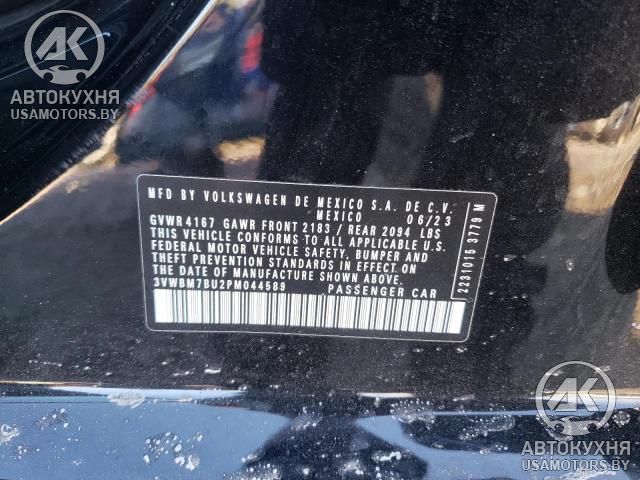 AK
АВТОКУХНЯ
USAMOTORS.BY
MFD BY VOLKSWAGEN DE MEXICO S.A. DE C.V.
MEXICO 06/23
GVWR 4167 GAWR FRONT 2183 / REAR 2094 LBS
THIS VEHICLE CONFORMS TO ALL APPLICABLE U.S.
FEDERAL MOTOR VEHICLE SAFETY, BUMPER AND
THEFT PREVENTION STANDARDS IN EFFECT
ON THE DATE OF MANUFACTURE SHOWN ABOVE.
3VWBM7BU2PM044589 PASSENGER CAR
2231015 3779 M
AK
АВТОКУХНЯ
USAMOTORS.BY